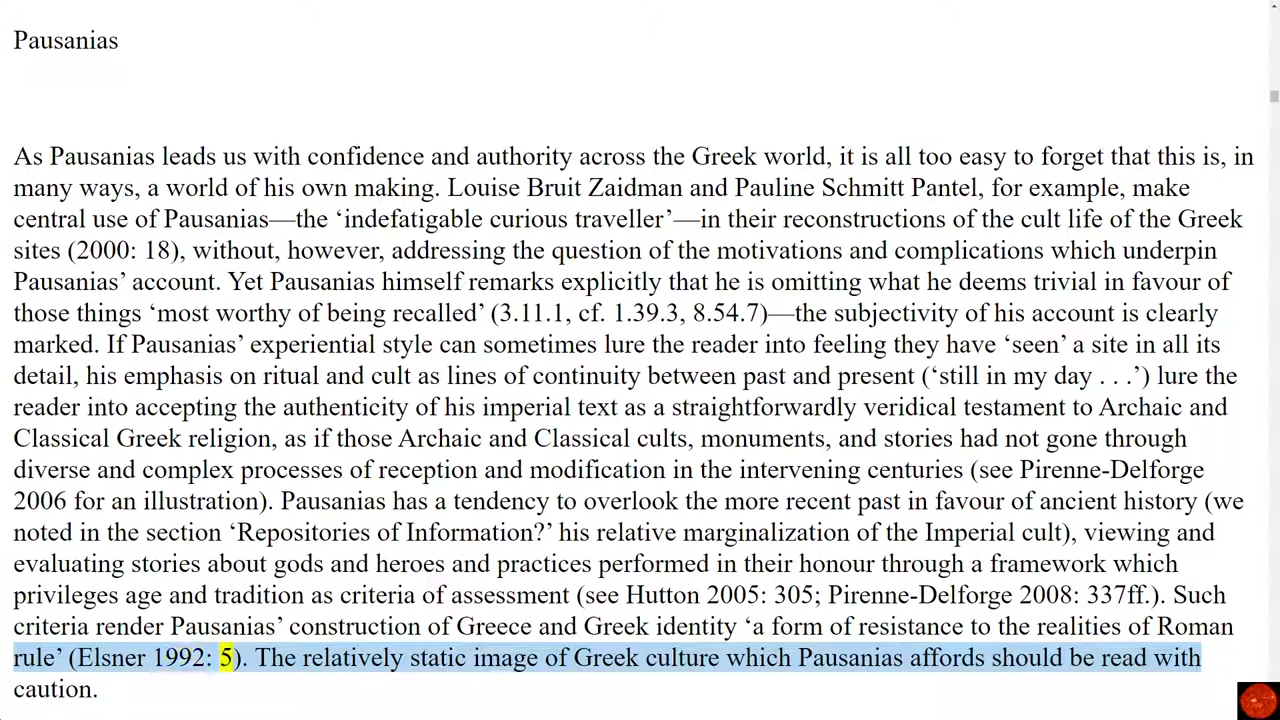 Pausanias
As Pausanias leads us with confidence and authority across the Greek world, it is all too easy to forget that this is, in
many ways, a world of his own making. Louise Bruit Zaidman and Pauline Schmitt Pantel, for example, make
central use of Pausanias—the ‘indefatigable curious traveller’—in their reconstructions of the cult life of the Greek
sites (2000: 18), without, however, addressing the question of the motivations and complications which underpin
Pausanias’ account. Yet Pausanias himself remarks explicitly that he is omitting what he deems trivial in favour of
those things ‘most worthy of being recalled’ (3.11.1, cf. 1.39.3, 8.54.7)—the subjectivity of his account is clearly
marked. If Pausanias’ experiential style can sometimes lure the reader into feeling they have ‘seen’ a site in all its
detail, his emphasis on ritual and cult as lines of continuity between past and present (‘still in my day . . .’) lure the
reader into accepting the authenticity of his imperial text as a straightforwardly veridical testament to Archaic and
Classical Greek religion, as if those Archaic and Classical cults, monuments, and stories had not gone through
diverse and complex processes of reception and modification in the intervening centuries (see Pirenne-Delforge
2006 for an illustration). Pausanias has a tendency to overlook the more recent past in favour of ancient history (we
noted in the section ‘Repositories of Information?’ his relative marginalization of the Imperial cult), viewing and
evaluating stories about gods and heroes and practices performed in their honour through a framework which
privileges age and tradition as criteria of assessment (see Hutton 2005: 305; Pirenne-Delforge 2008: 337ff.). Such
criteria render Pausanias’ construction of Greece and Greek identity ‘a form of resistance to the realities of Roman
rule’ (Elsner 1992: 5). The relatively static image of Greek culture which Pausanias affords should be read with
caution.